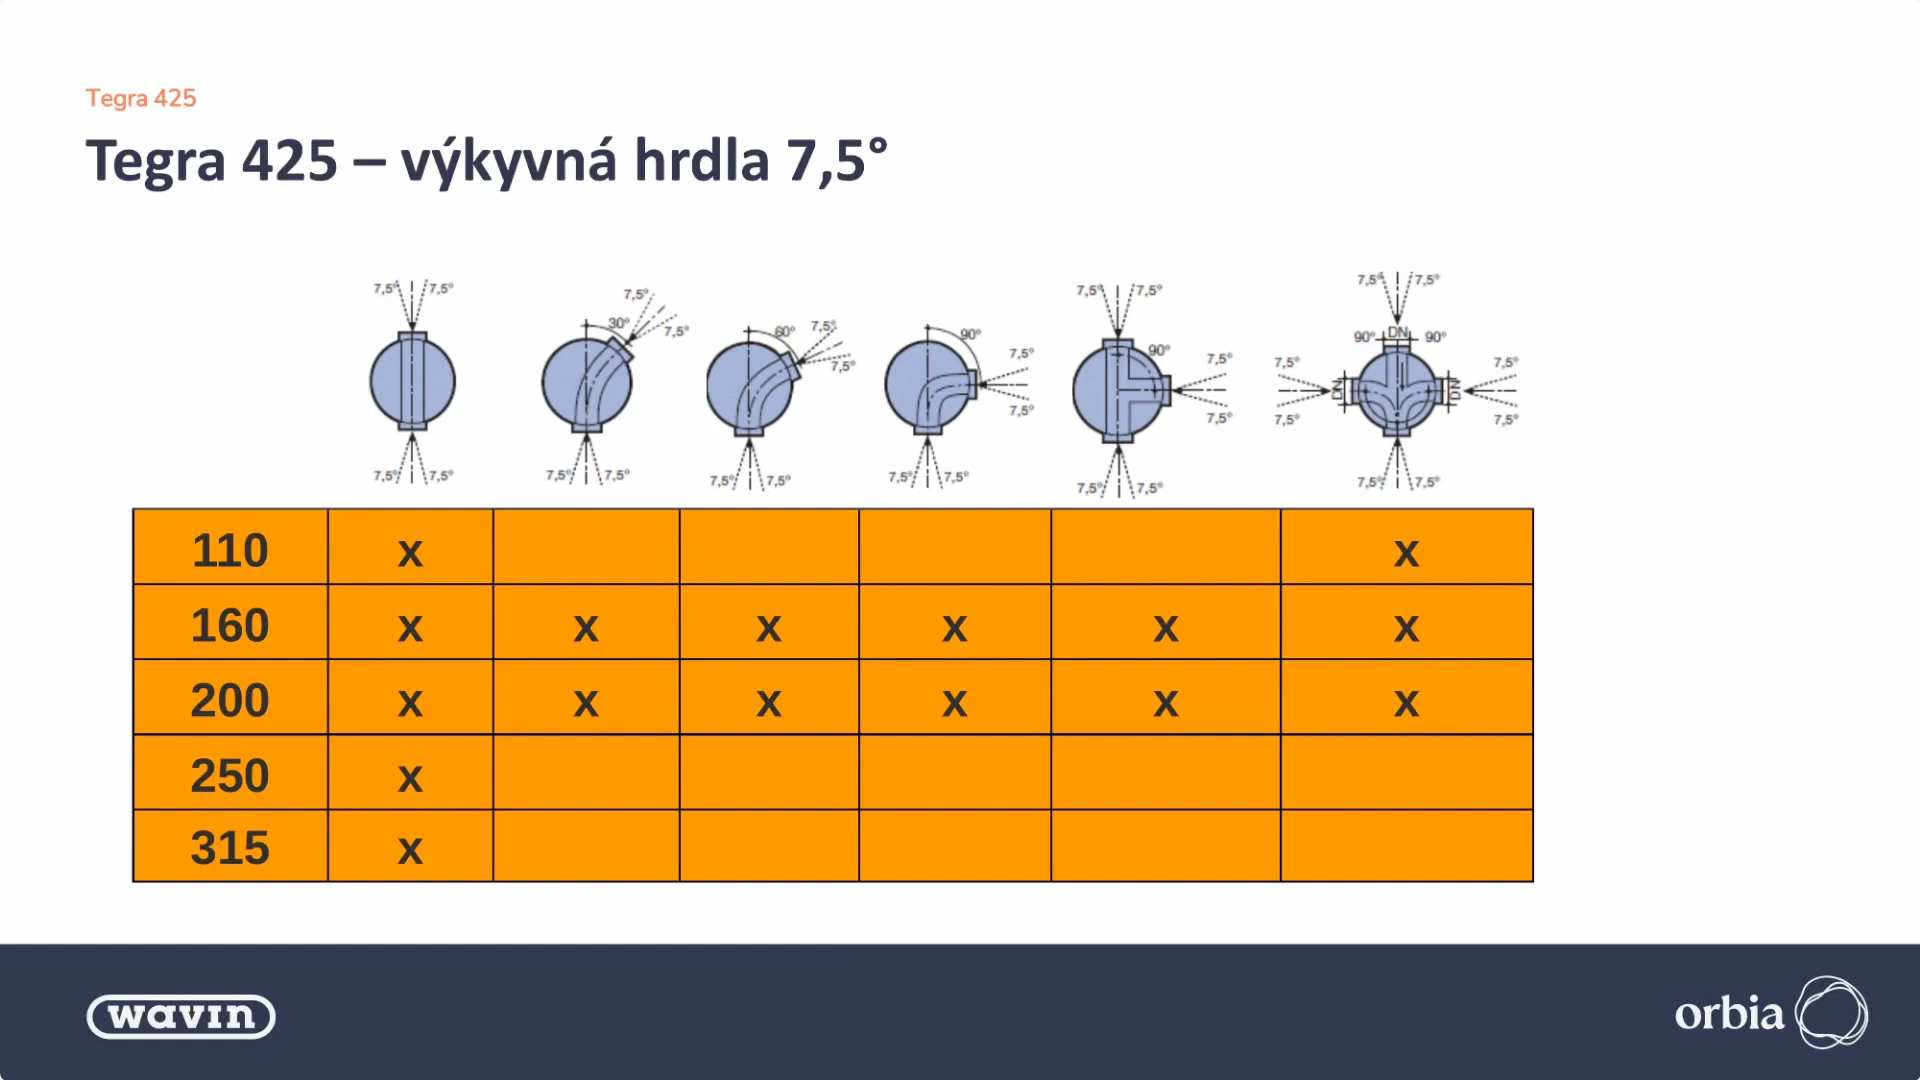 Tegra 425
Tegra 425 – výkyvná hrdla 7,5°
7,5° 7,5°
7,5° 7,5°
30°
7,5°
7,5°
7,5° 7,5°
60°
7,5°
7,5°
7,5° 7,5°
90°
7,5°
7,5°
7,5° 7,5°
7,5° 7,5°
90°
7,5°
7,5°
7,5° 7,5°
7,5° 7,5°
90° DN 90°
7,5° 7,5°
DN DN
7,5° 7,5°
7,5° 7,5°
110 x x
160 x x x x x x
200 x x x x x x
250 x
315 x
wavin
orbia